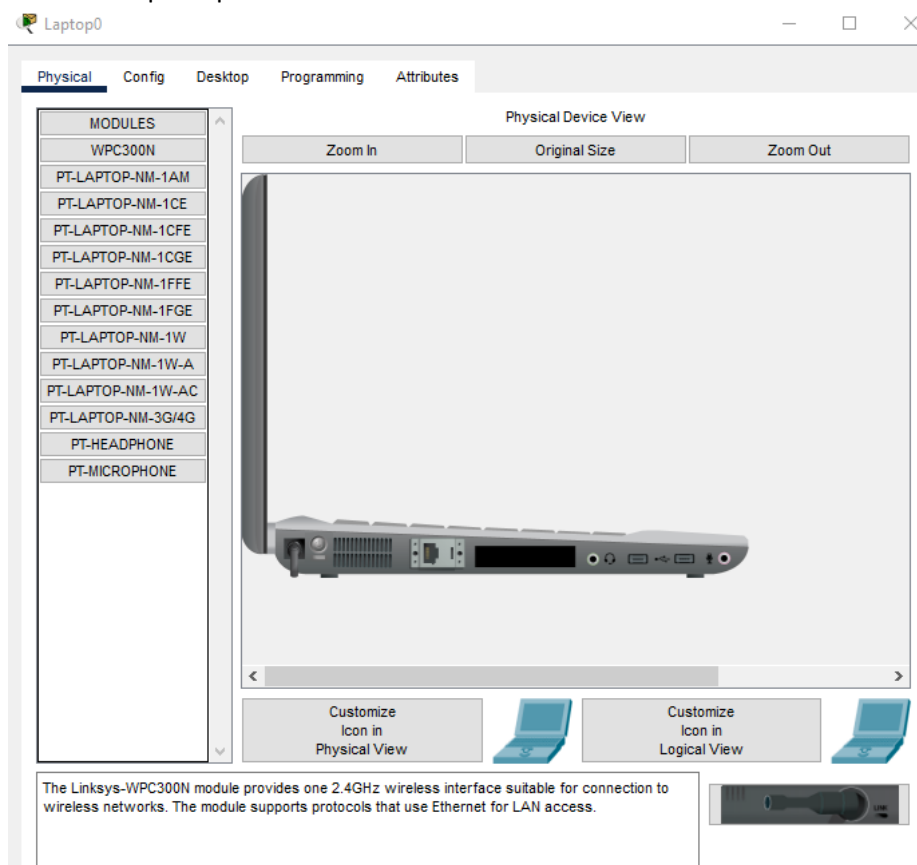 Laptop0
Physical Config Desktop Programming Attributes
MODULES
WPC300N
PT-LAPTOP-NM-1AM
PT-LAPTOP-NM-1CE
PT-LAPTOP-NM-1CFE
PT-LAPTOP-NM-1CGE
PT-LAPTOP-NM-1FFE
PT-LAPTOP-NM-1FGE
PT-LAPTOP-NM-1W
PT-LAPTOP-NM-1W-A
PT-LAPTOP-NM-1W-AC
PT-LAPTOP-NM-3G/4G
PT-HEADPHONE
PT-MICROPHONE
Physical Device View
Zoom In Original Size Zoom Out
Customize
Icon in
Physical View
Customize
Icon in
Logical View
The Linksys-WPC300N module provides one 2.4GHz wireless interface suitable for connection to
wireless networks. The module supports protocols that use Ethernet for LAN access.
LINK